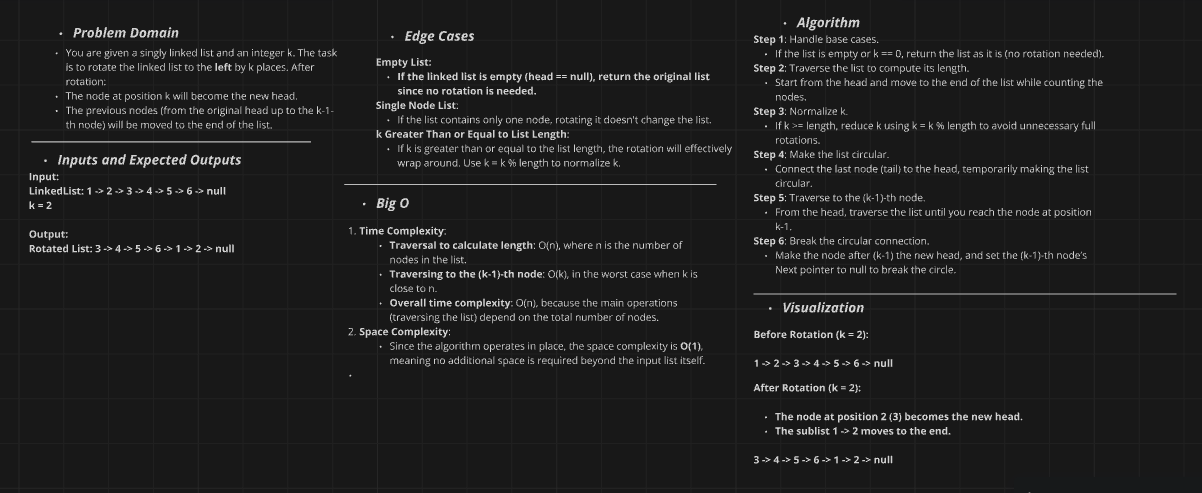 • Problem Domain
• You are given a singly linked list and an integer k. The task
is to rotate the linked list to the left by k places. After
rotation:
• The node at position k will become the new head.
• The previous nodes (from the original head up to the k-1-
th node) will be moved to the end of the list.
• Inputs and Expected Outputs
Input:
LinkedList: 1 -> 2 -> 3 -> 4 -> 5 -> 6 -> null
k = 2
Output:
Rotated List: 3 -> 4 -> 5 -> 6 -> 1 -> 2 -> null
• Edge Cases
Empty List:
• If the linked list is empty (head == null), return the original list
since no rotation is needed.
Single Node List:
• If the list contains only one node, rotating it doesn't change the list.
k Greater Than or Equal to List Length:
• If k is greater than or equal to the list length, the rotation will effectively
wrap around. Use k = k % length to normalize k.
• Big O
1. Time Complexity:
• Traversal to calculate length: O(n), where n is the number of
nodes in the list.
• Traversing to the (k-1)-th node: O(k), in the worst case when k is
close to n.
• Overall time complexity: O(n), because the main operations
(traversing the list) depend on the total number of nodes.
2. Space Complexity:
• Since the algorithm operates in place, the space complexity is O(1),
meaning no additional space is required beyond the input list itself.
•
• Algorithm
Step 1: Handle base cases.
• If the list is empty or k == 0, return the list as it is (no rotation needed).
Step 2: Traverse the list to compute its length.
• Start from the head and move to the end of the list while counting the
nodes.
Step 3: Normalize k.
• If k >= length, reduce k using k = k % length to avoid unnecessary full
rotations.
Step 4: Make the list circular.
• Connect the last node (tail) to the head, temporarily making the list
circular.
Step 5: Traverse to the (k-1)-th node.
• From the head, traverse the list until you reach the node at position
k-1.
Step 6: Break the circular connection.
• Make the node after (k-1) the new head, and set the (k-1)-th node's
Next pointer to null to break the circle.
• Visualization
Before Rotation (k = 2):
1 -> 2 -> 3 -> 4 -> 5 -> 6 -> null
After Rotation (k = 2):
• The node at position 2 (3) becomes the new head.
• The sublist 1 -> 2 moves to the end.
3 -> 4 -> 5 -> 6 -> 1 -> 2 -> null